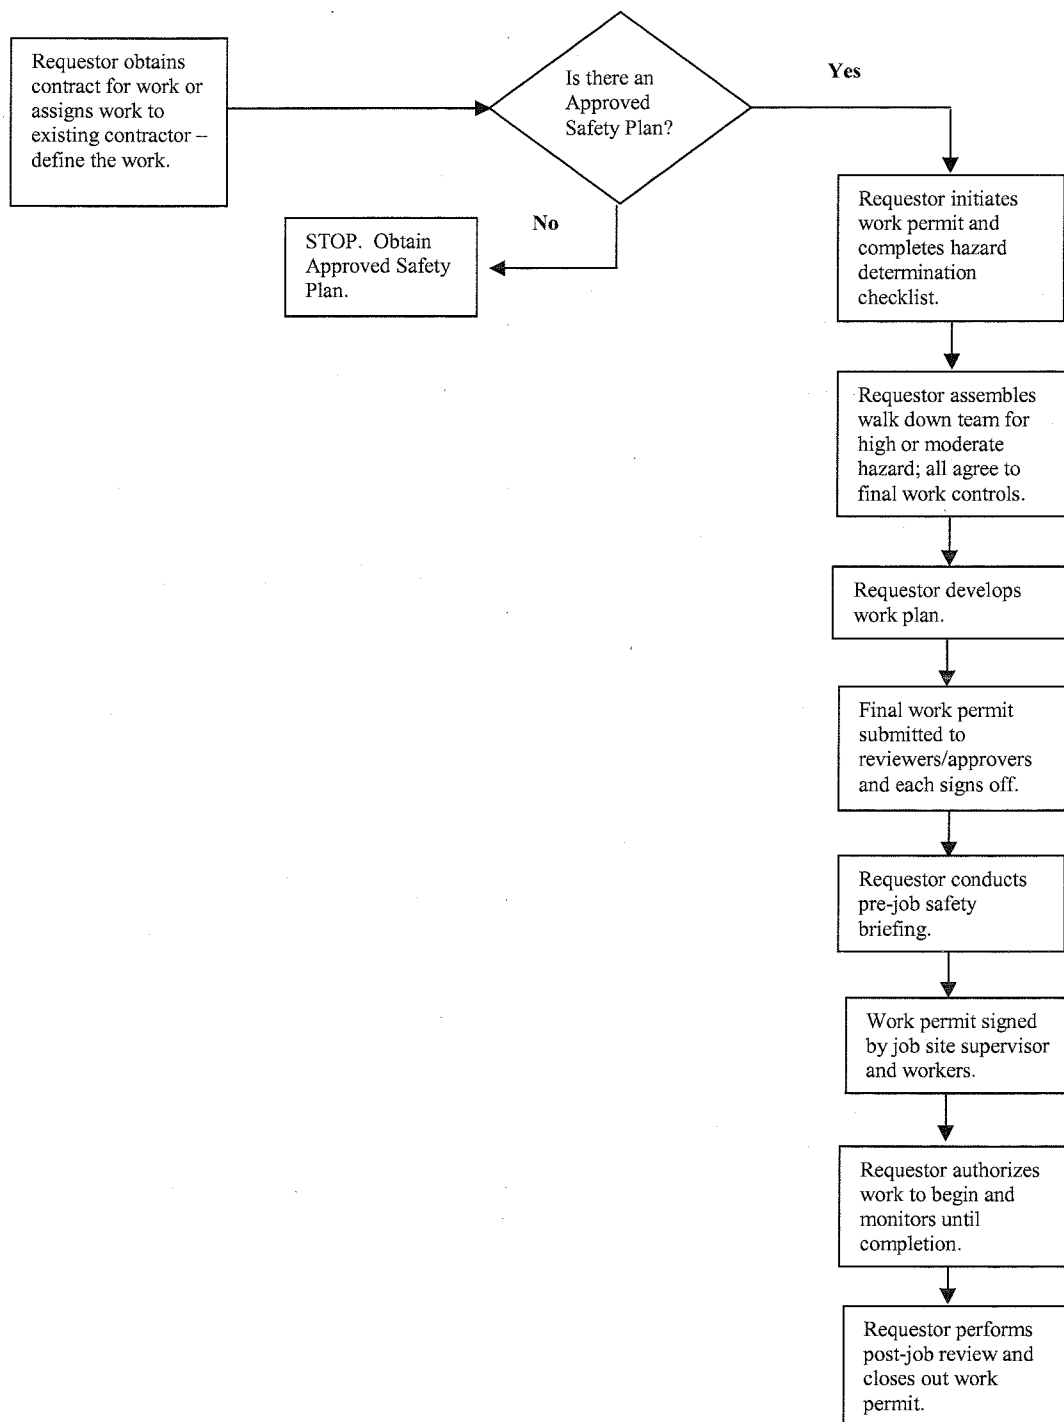 Requestor obtains
contract for work or
assigns work to
existing contractor –
define the work.
Is there an
Approved
Safety Plan?
Yes
No
STOP.  Obtain
Approved Safety
Plan.
Requestor initiates
work permit and
completes hazard
determination
checklist.
Requestor assembles
walk down team for
high or moderate
hazard; all agree to
final work controls.
Requestor develops
work plan.
Final work permit
submitted to
reviewers/approvers
and each signs off.
Requestor conducts
pre-job safety
briefing.
Work permit signed
by job site supervisor
and workers.
Requestor authorizes
work to begin and
monitors until
completion.
Requestor performs
post-job review and
closes out work
permit.